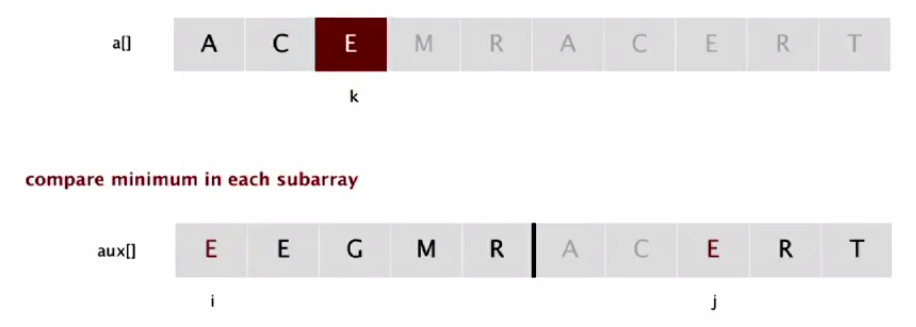 a[] A C E M R A C E R T
k
compare minimum in each subarray
aux[] E E G M R A C E R T
i j